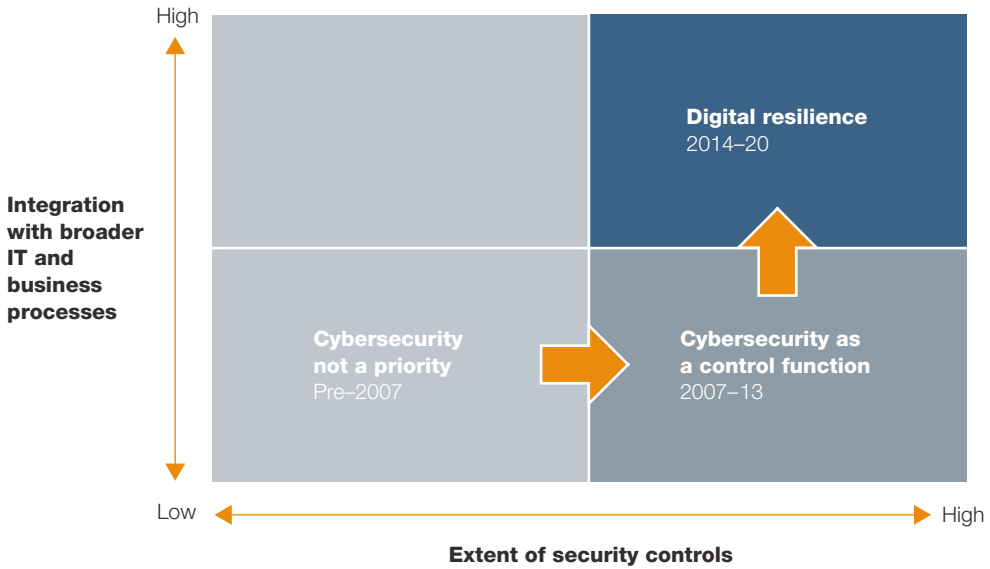 High
Digital resilience
2014–20
Integration
with broader
IT and
business
processes
Cybersecurity
not a priority
Pre–2007
Cybersecurity as
a control function
2007–13
Low
High
Extent of security controls